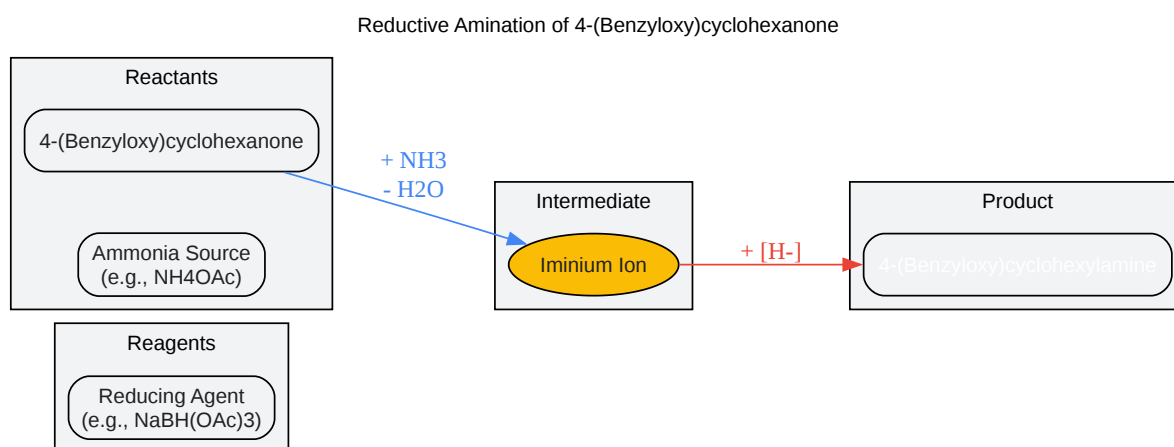 Reductive Amination of 4-(Benzyloxy)cyclohexanone
Reactants
4-(Benzyloxy)cyclohexanone
Ammonia Source
(e.g., NH4OAc)
Reagents
Reducing Agent
(e.g., NaBH(OAc)3)
+ NH3
- H2O
Intermediate
Iminium Ion
+ [H-]
Product
4-(Benzyloxy)cyclohexylamine